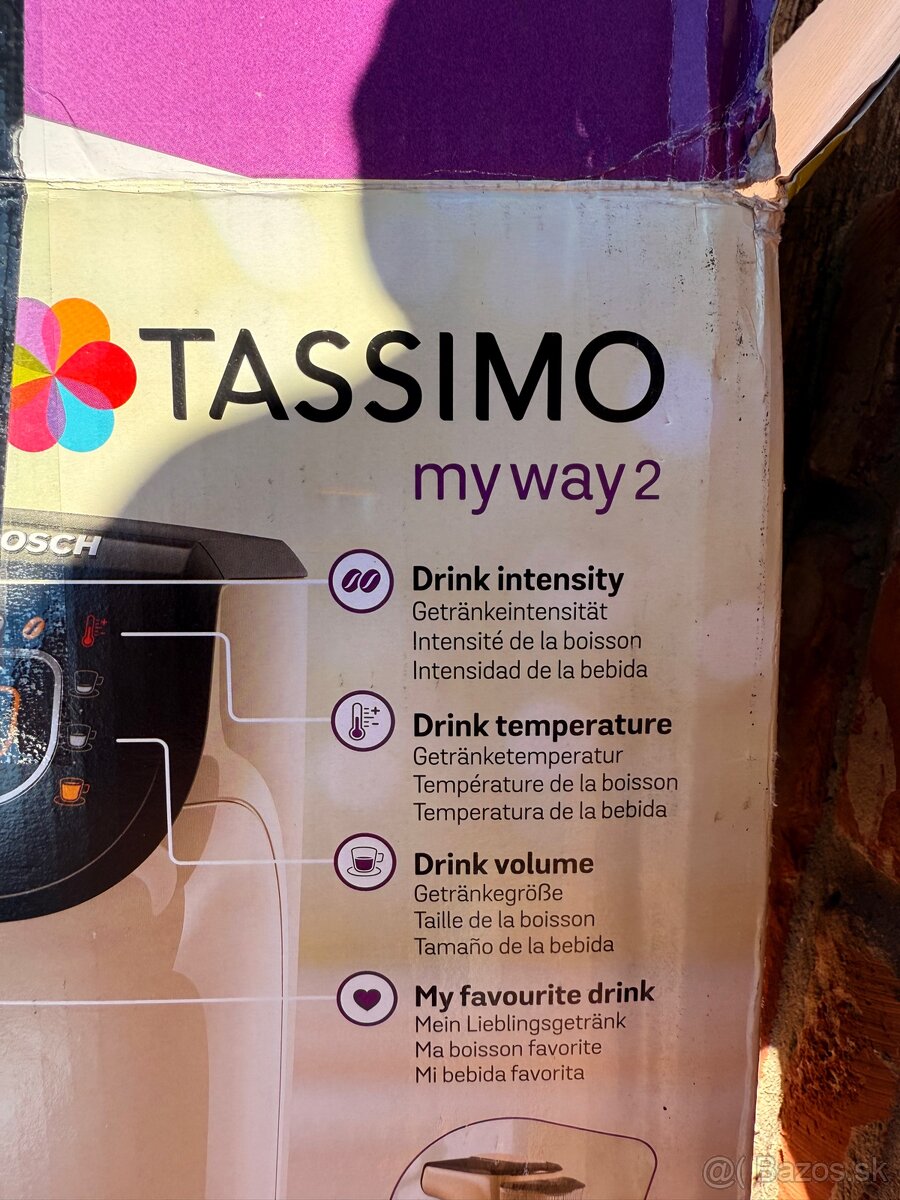 TASSIMO
my way 2
OSCH
Drink intensity
Getränkeintensität
Intensité de la boisson
Intensidad de la bebida
Drink temperature
Getränketemperatur
Température de la boisson
Temperatura de la bebida
Drink volume
Getränkegröße
Taille de la boisson
Tamaño de la bebida
My favourite drink
Mein Lieblingsgetränk
Ma boisson favorite
Mi bebida favorita
@( Bazos.sk